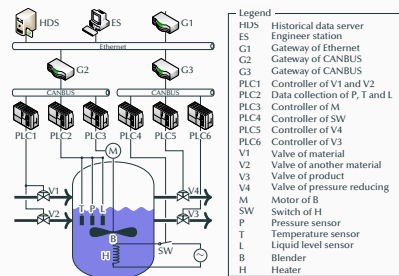 HDS
ES
G1
Ethernet
G2
G3
CANBUS
CANBUS
PLC1 PLC2 PLC3 PLC4 PLC5 PLC6
M
V1
V4
T P L
V2
V3
B
SW
H
Legend
HDS Historical data server
ES Engineer station
G1 Gateway of Ethernet
G2 Gateway of CANBUS
G3 Gateway of CANBUS
PLC1 Controller of V1 and V2
PLC2 Data collection of P, T and L
PLC3 Controller of M
PLC4 Controller of SW
PLC5 Controller of V4
PLC6 Controller of V3
V1 Valve of material
V2 Valve of another material
V3 Valve of product
V4 Valve of pressure reducing
M Motor of B
SW Switch of H
P Pressure sensor
T Temperature sensor
L Liquid level sensor
B Blender
H Heater